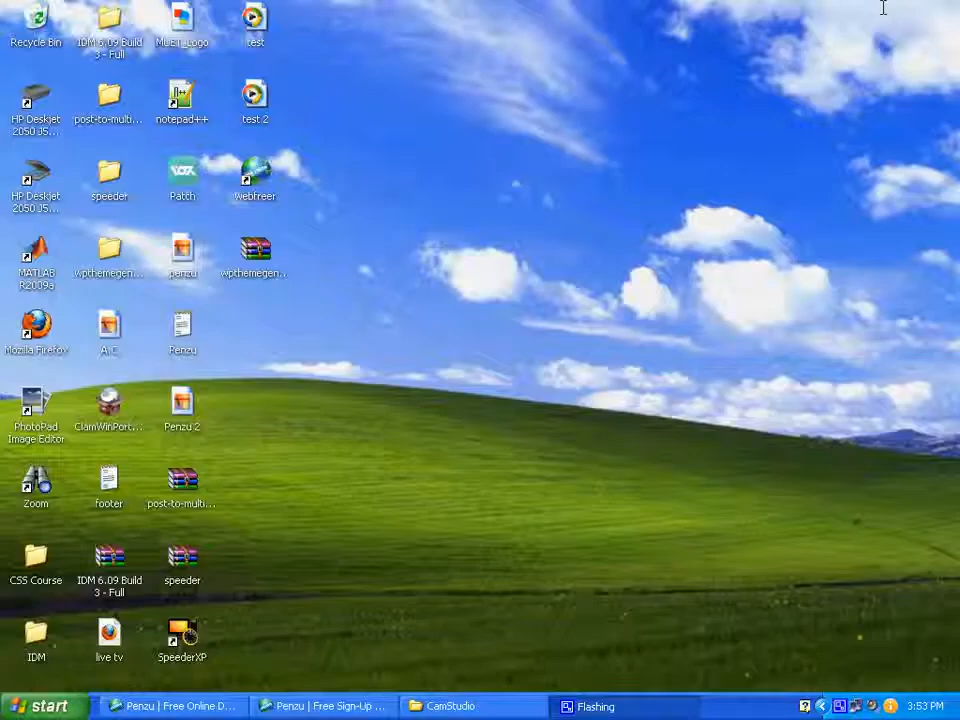 Recycle Bin
IDM 6.09 Build
3 - Full
MUET_Logo
test
HP Deskjet
2050 J5...
post-to-multi...
notepad++
test 2
HP Deskjet
2050 J5...
speeder
Patch
VOX
WebFreer
MATLAB
R2009a
wpthemegen...
penzu
wpthemegen...
Mozilla Firefox
A.C
Penzu
PhotoPad
Image Editor
ClamWinPort...
Penzu 2
Zoom
footer
post-to-multi...
CSS Course
IDM 6.09 Build
3 - Full
speeder
IDM
live tv
SpeederXP
start
Penzu | Free Online D...
Penzu | Free Sign-Up ...
CamStudio
Flashing
3:53 PM